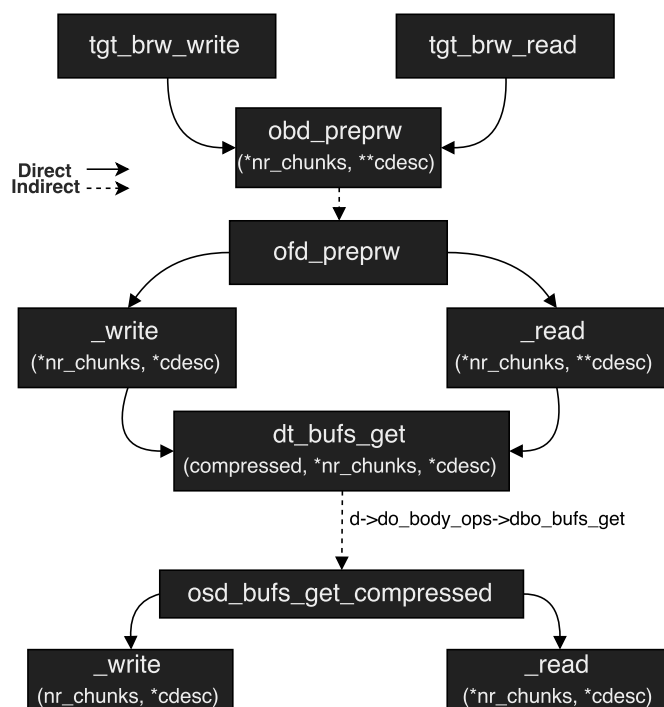 tgt_brw_write
tgt_brw_read
obd_preprw
(*nr_chunks, **cdesc)
Direct
Indirect
ofd_preprw
_write
(*nr_chunks, *cdesc)
_read
(*nr_chunks, **cdesc)
dt_bufs_get
(compressed, *nr_chunks, *cdesc)
d->do_body_ops->dbo_bufs_get
osd_bufs_get_compressed
_write
(nr_chunks, *cdesc)
_read
(*nr_chunks, *cdesc)